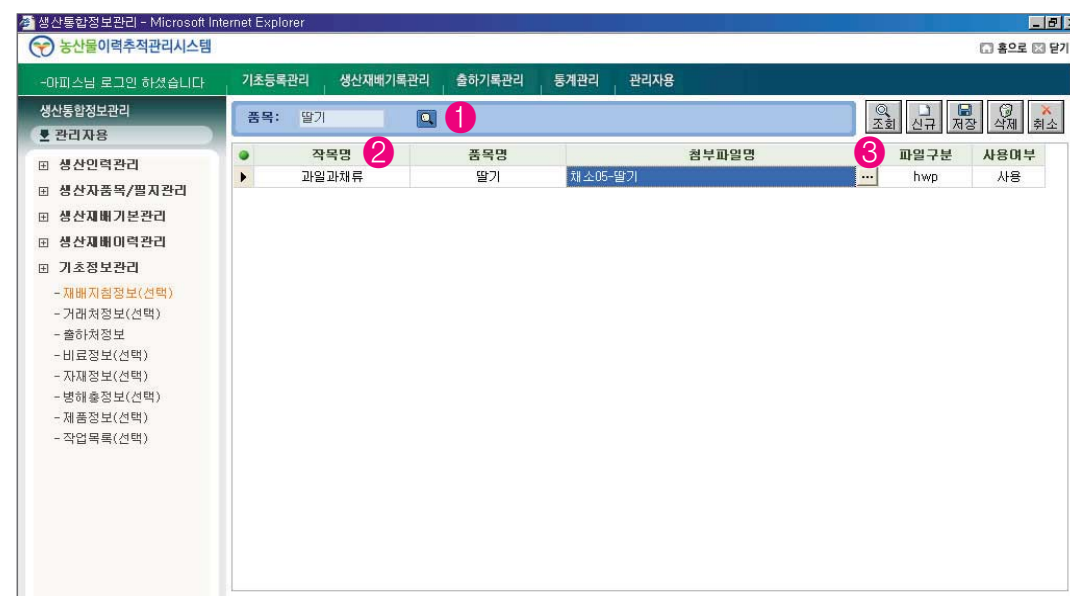 생산통합정보관리 - Microsoft Internet Explorer
농산물이력추적관리시스템
홈으로 닫기
-아피스님 로그인 하셨습니다
기초등록관리 생산재배기록관리 출하기록관리 통계관리 관리자용
생산통합정보관리
관리자용
품목: 딸기 1
조회 신규 저장 삭제 취소
생산인력관리
생산자품목/필지관리
생산재배기본관리
생산재배이력관리
기초정보관리
-재배지침정보(선택)
-거래처정보(선택)
-출하처정보
-비료정보(선택)
-자재정보(선택)
-병해충정보(선택)
-제품정보(선택)
-작업목록(선택)
작목명 2 품목명 첨부파일명 3 파일구분 사용여부
과일과채류 딸기 채소05-딸기 ... hwp 사용